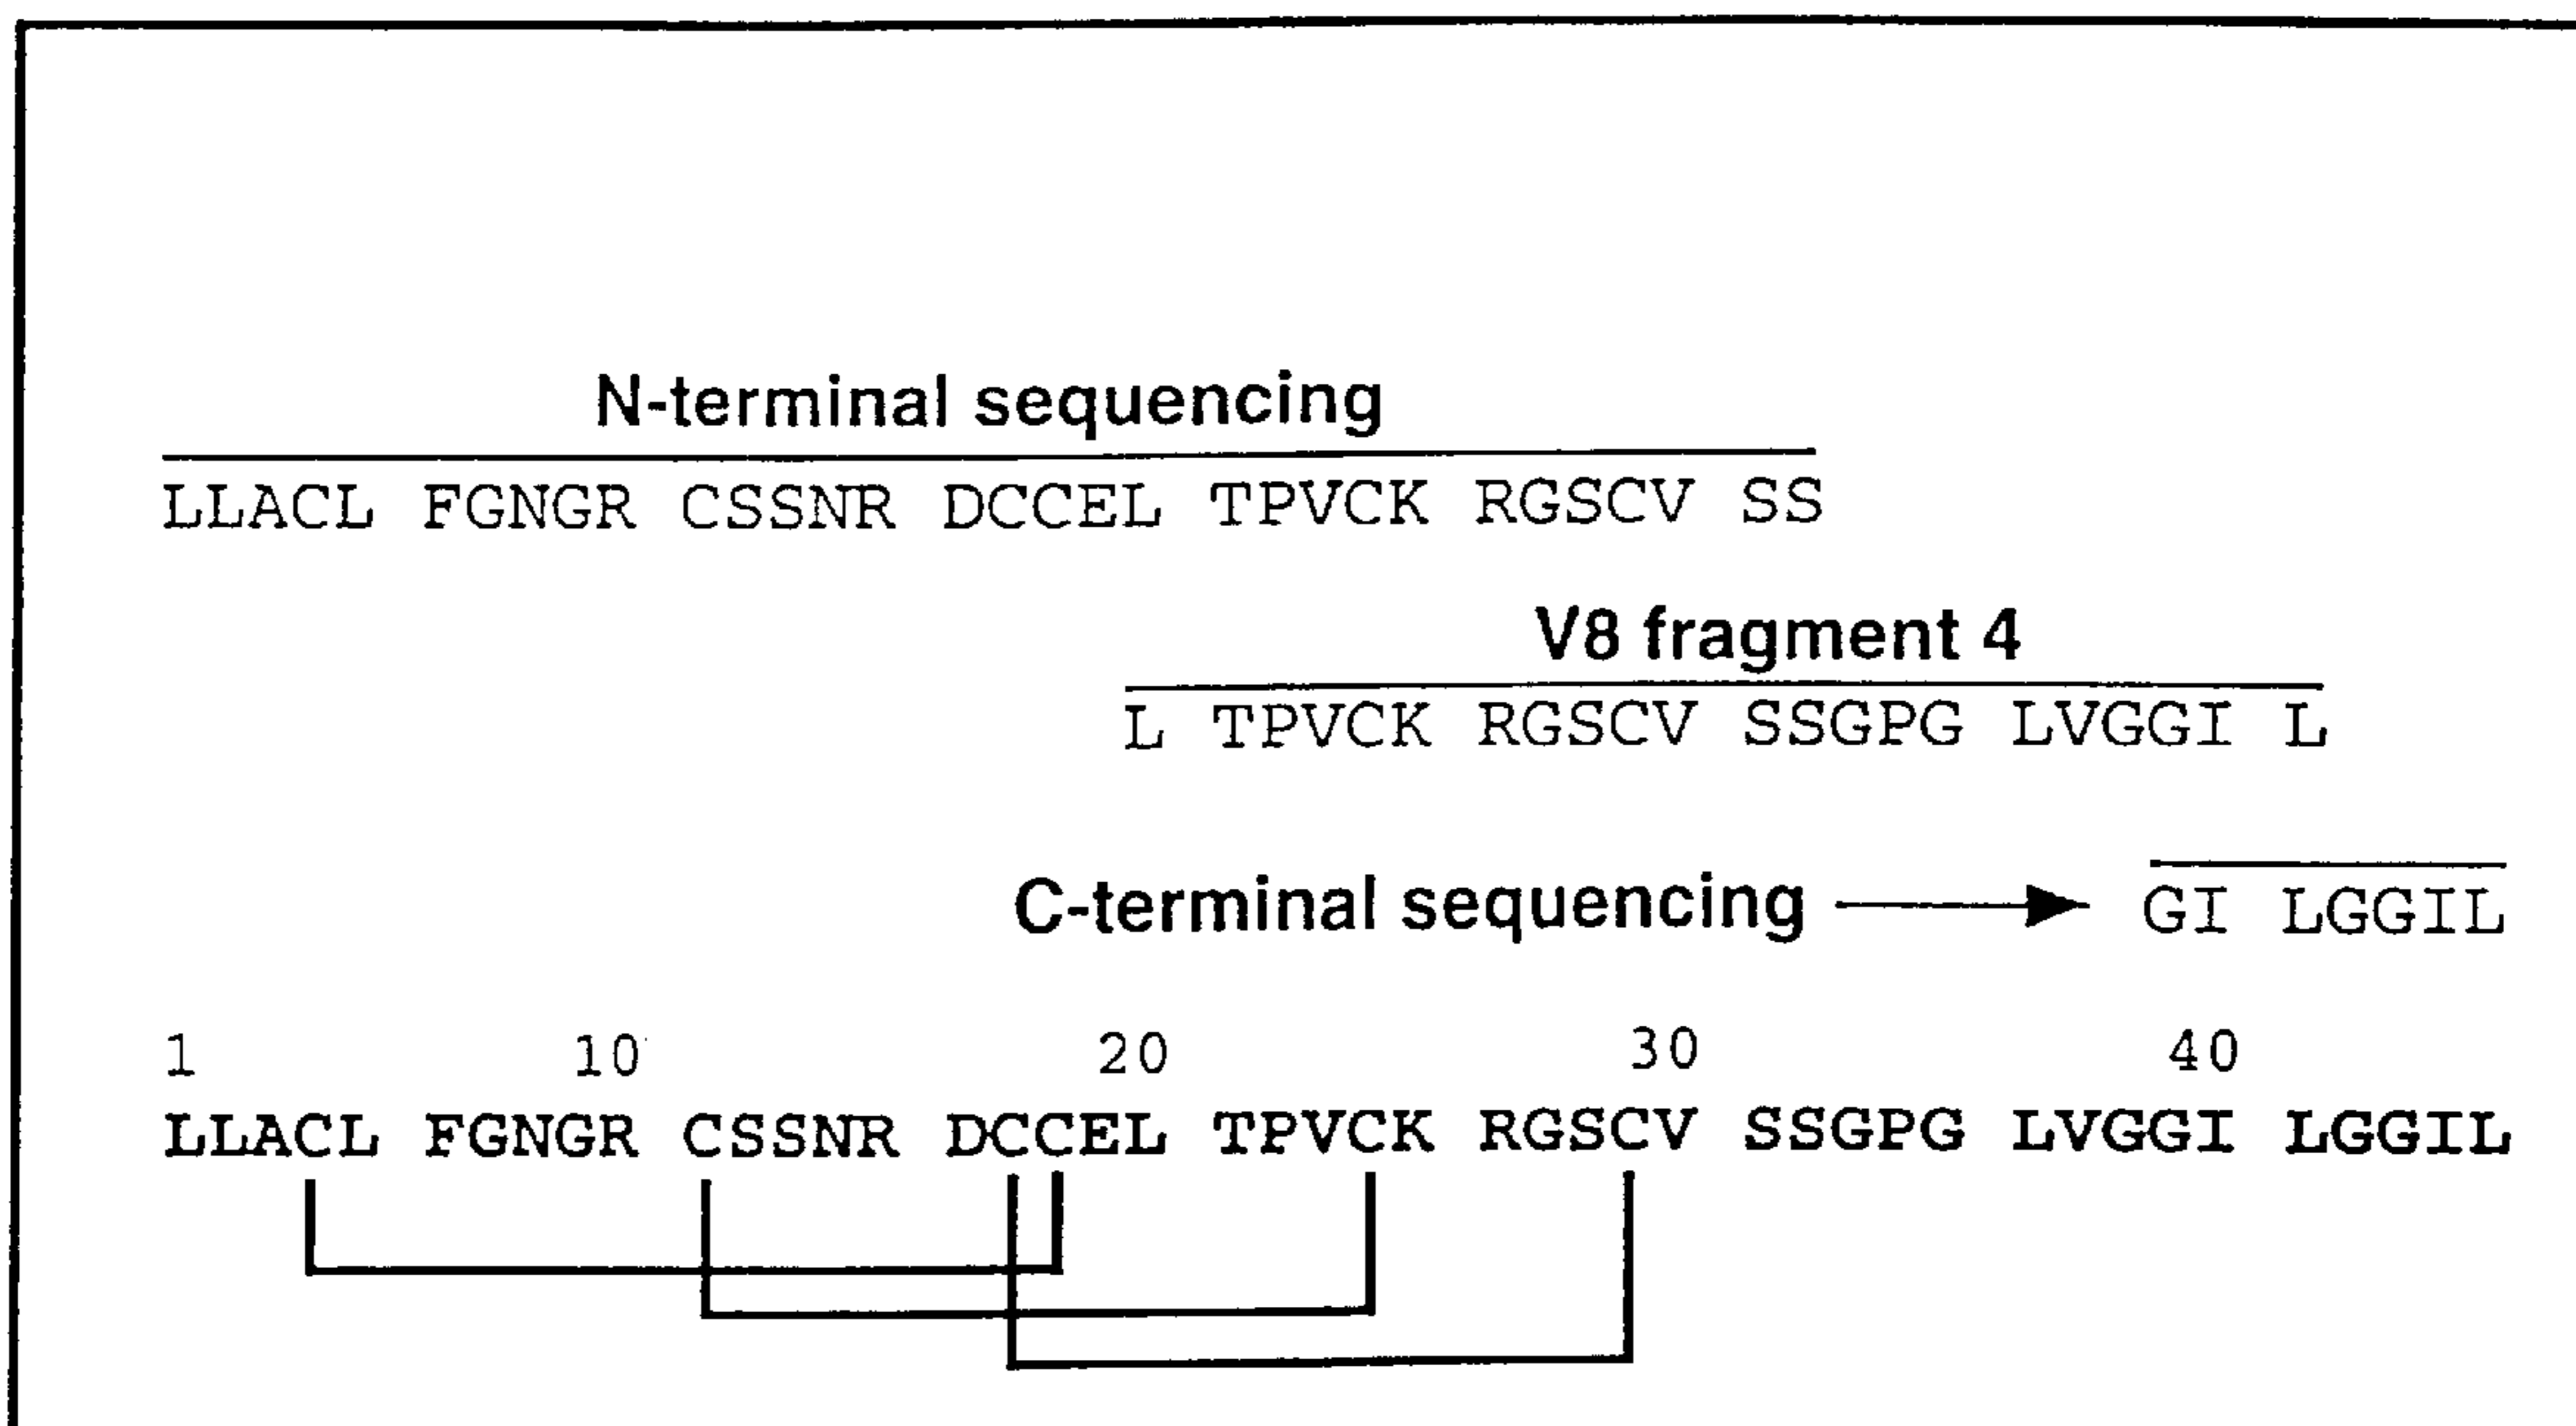 N-terminal sequencing
LLACL FGNGR CSSNR DCCEL TPVCK RGSCV SS
V8 fragment 4
L TPVCK RGSCV SSGPG LVGGI L
C-terminal sequencing GI LGGIL
1 10 20 30 40
LLACL FGNGR CSSNR DCCEL TPVCK RGSCV SSGPG LVGGI LGGIL